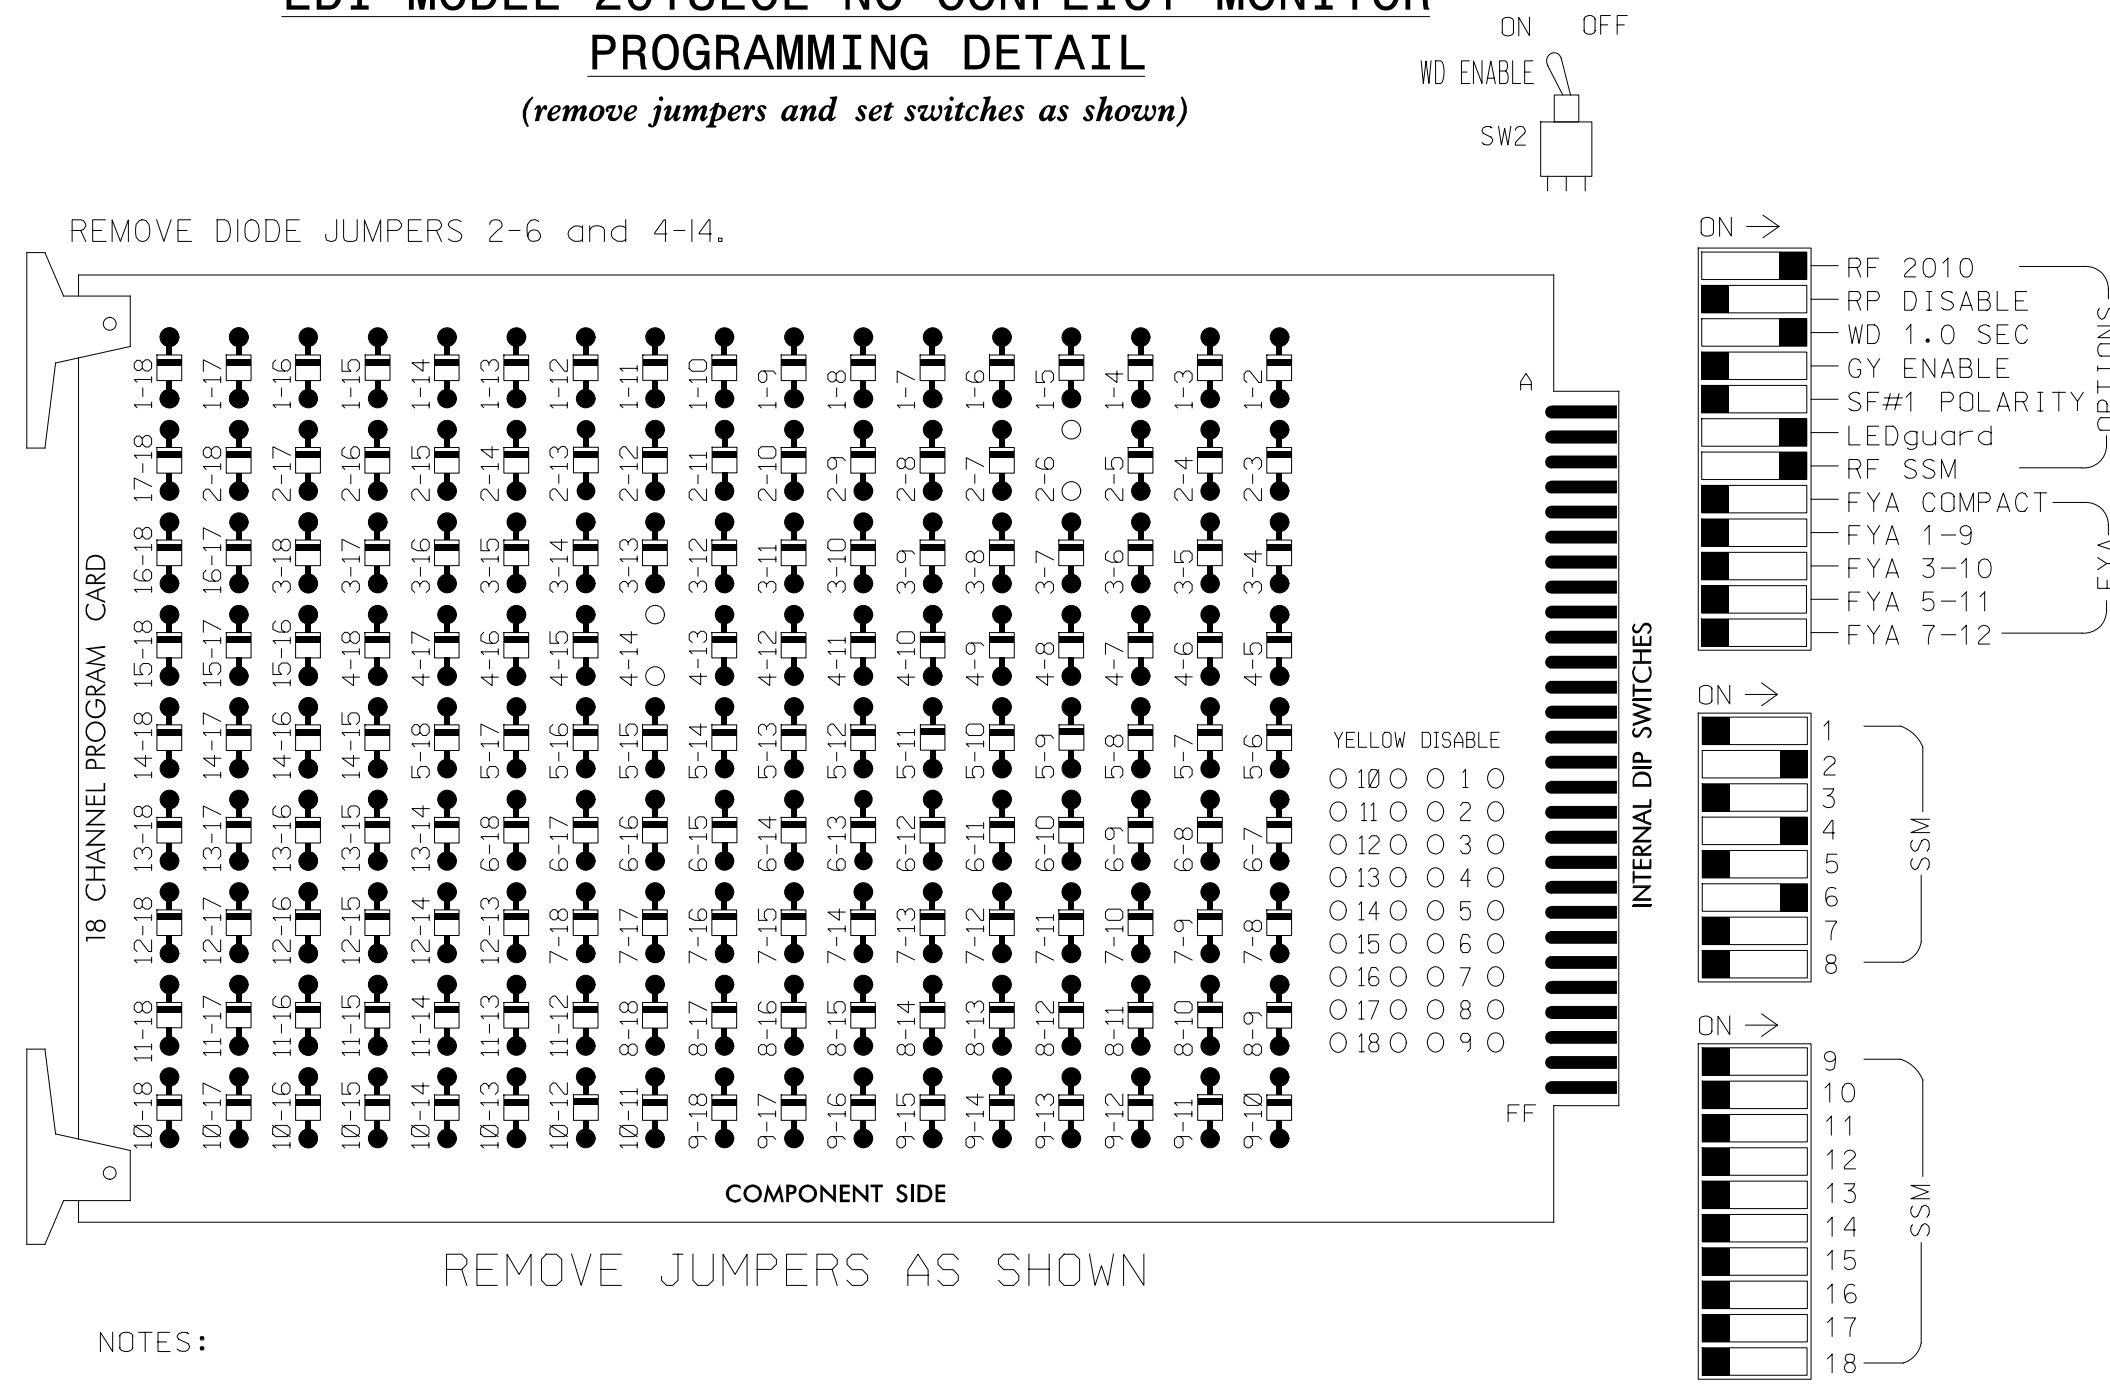 EDI MODEL 2018ECL-NC CONFLICT MONITOR
PROGRAMMING DETAIL
(remove jumpers and set switches as shown)
ON OFF
WD ENABLE
SW2
REMOVE DIODE JUMPERS 2-6 and 4-14.
18 CHANNEL PROGRAM CARD
1-18 1-17 1-16 1-15 1-14 1-13 1-12 1-11 1-10 1-9 1-8 1-7 1-6 1-5 1-4 1-3 1-2
17-18 2-18 2-17 2-16 2-15 2-14 2-13 2-12 2-11 2-10 2-9 2-8 2-7 2-6 2-5 2-4 2-3
16-18 16-17 3-18 3-17 3-16 3-15 3-14 3-13 3-12 3-11 3-10 3-9 3-8 3-7 3-6 3-5 3-4
15-18 15-17 15-16 4-18 4-17 4-16 4-15 4-14 4-13 4-12 4-11 4-10 4-9 4-8 4-7 4-6 4-5
14-18 14-17 14-16 14-15 5-18 5-17 5-16 5-15 5-14 5-13 5-12 5-11 5-10 5-9 5-8 5-7 5-6
13-18 13-17 13-16 13-15 13-14 6-18 6-17 6-16 6-15 6-14 6-13 6-12 6-11 6-10 6-9 6-8 6-7
12-18 12-17 12-16 12-15 12-14 12-13 7-18 7-17 7-16 7-15 7-14 7-13 7-12 7-11 7-10 7-9 7-8
11-18 11-17 11-16 11-15 11-14 11-13 11-12 8-18 8-17 8-16 8-15 8-14 8-13 8-12 8-11 8-10 8-9
10-18 10-17 10-16 10-15 10-14 10-13 10-12 10-11 9-18 9-17 9-16 9-15 9-14 9-13 9-12 9-11 9-10
A
YELLOW DISABLE
10 1
11 2
12 3
13 4
14 5
15 6
16 7
17 8
18 9
FF
COMPONENT SIDE
INTERNAL DIP SWITCHES
ON →
RF 2010
RP DISABLE
WD 1.0 SEC
GY ENABLE
SF#1 POLARITY
LEDguard
RF SSM
OPTIONS
FYA COMPACT
FYA 1-9
FYA 3-10
FYA 5-11
FYA 7-12
FYA
ON →
1
2
3
4
5
6
7
8
SSM
ON →
9
10
11
12
13
14
15
16
17
18
SSM
REMOVE JUMPERS AS SHOWN
NOTES: